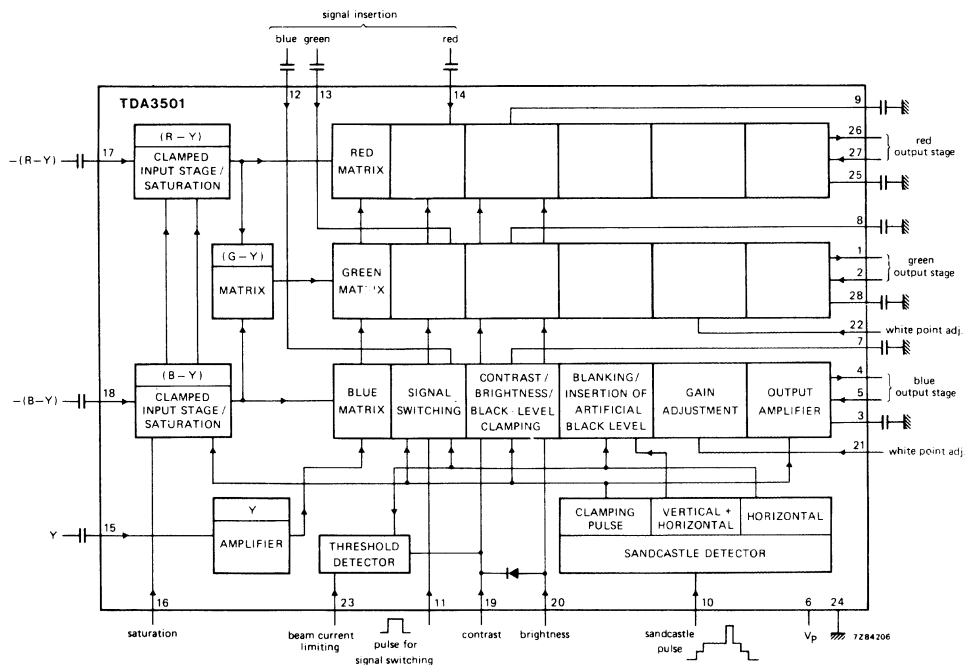 signal insertion
blue green red
12 13 14
TDA3501
9
(R-Y)
CLAMPED
INPUT STAGE/
SATURATION
-(R-Y)
17
RED
MATRIX
26
27
red
output stage
25
8
(G-Y)
MATRIX
GREEN
MATRIX
1
2
green
output stage
28
22
white point adj.
7
(B-Y)
CLAMPED
INPUT STAGE/
SATURATION
-(B-Y)
18
BLUE
MATRIX
SIGNAL
SWITCHING
CONTRAST/
BRIGHTNESS/
BLACK-LEVEL
CLAMPING
BLANKING/
INSERTION OF
ARTIFICIAL
BLACK LEVEL
GAIN
ADJUSTMENT
OUTPUT
AMPLIFIER
4
5
blue
output stage
3
21
white point adj.
Y
15
Y
AMPLIFIER
THRESHOLD
DETECTOR
CLAMPING
PULSE
VERTICAL +
HORIZONTAL
HORIZONTAL
SANDCASTLE DETECTOR
16 23 11 19 20 10 6 24
saturation
beam current
limiting
pulse for
signal switching
contrast
brightness
sandcastle
pulse
VP
7Z84206